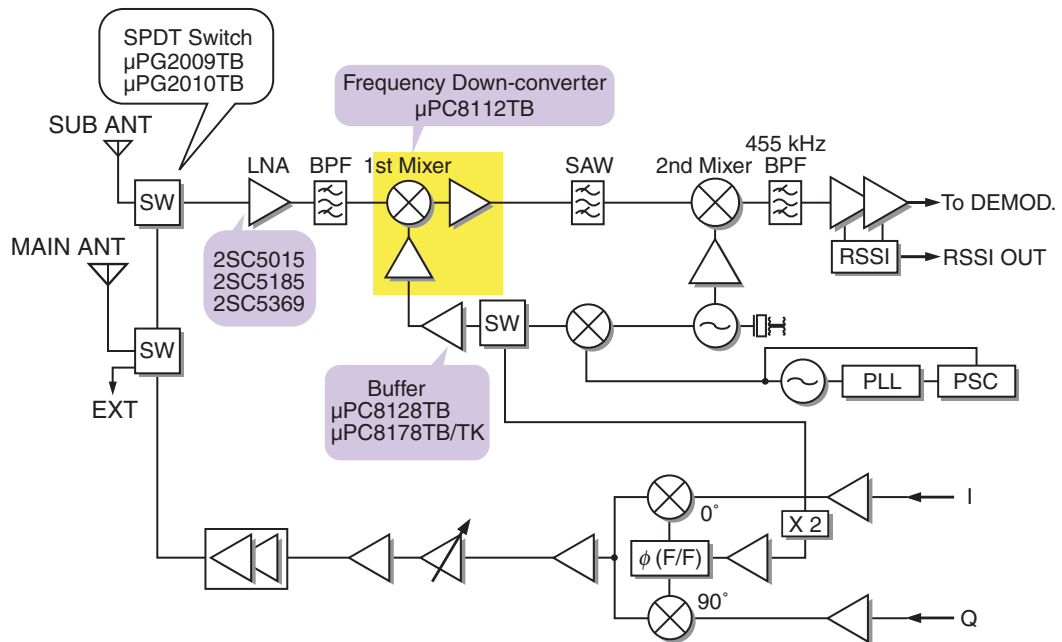 SPDT Switch
µPG2009TB
µPG2010TB
Frequency Down-converter
µPC8112TB
SUB ANT
LNA
BPF
1st Mixer
SAW
2nd Mixer
455 kHz
BPF
SW
To DEMOD.
MAIN ANT
2SC5015
2SC5185
2SC5369
RSSI
RSSI OUT
SW
SW
EXT
Buffer
µPC8128TB
µPC8178TB/TK
PLL
PSC
I
0˚
X 2
ϕ (F/F)
90˚
Q